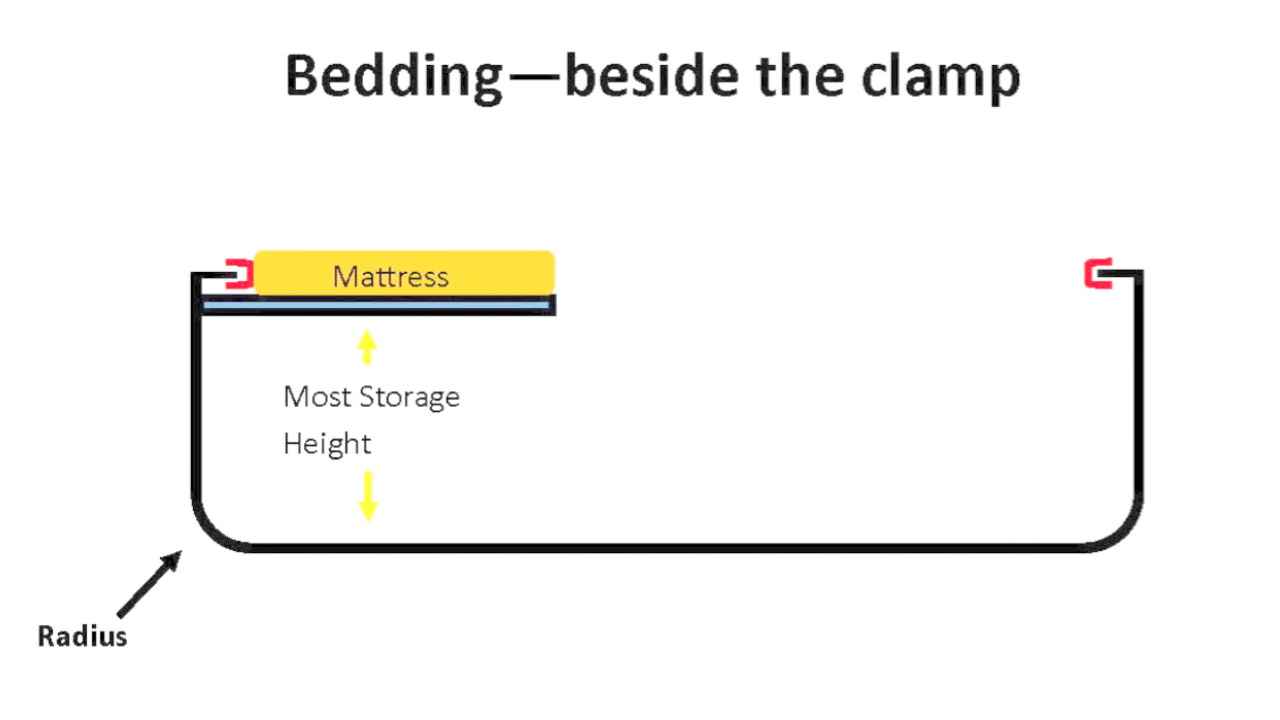 Bedding—beside the clamp
Mattress
Most Storage
Height
Radius